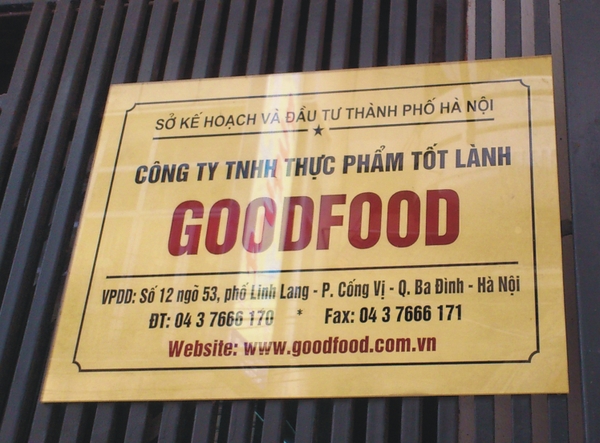 SỞ KẾ HOẠCH VÀ ĐẦU TƯ THÀNH PHỐ HÀ NỘI
CÔNG TY TNHH THỰC PHẨM TỐT LÀNH
GOODFOOD
VPDD: Số 12 ngõ 53, phố Linh Lang - P. Cống Vị - Q. Ba Đình - Hà Nội
ĐT: 04 3 7666 170 * Fax: 04 3 7666 171
Website: www.goodfood.com.vn